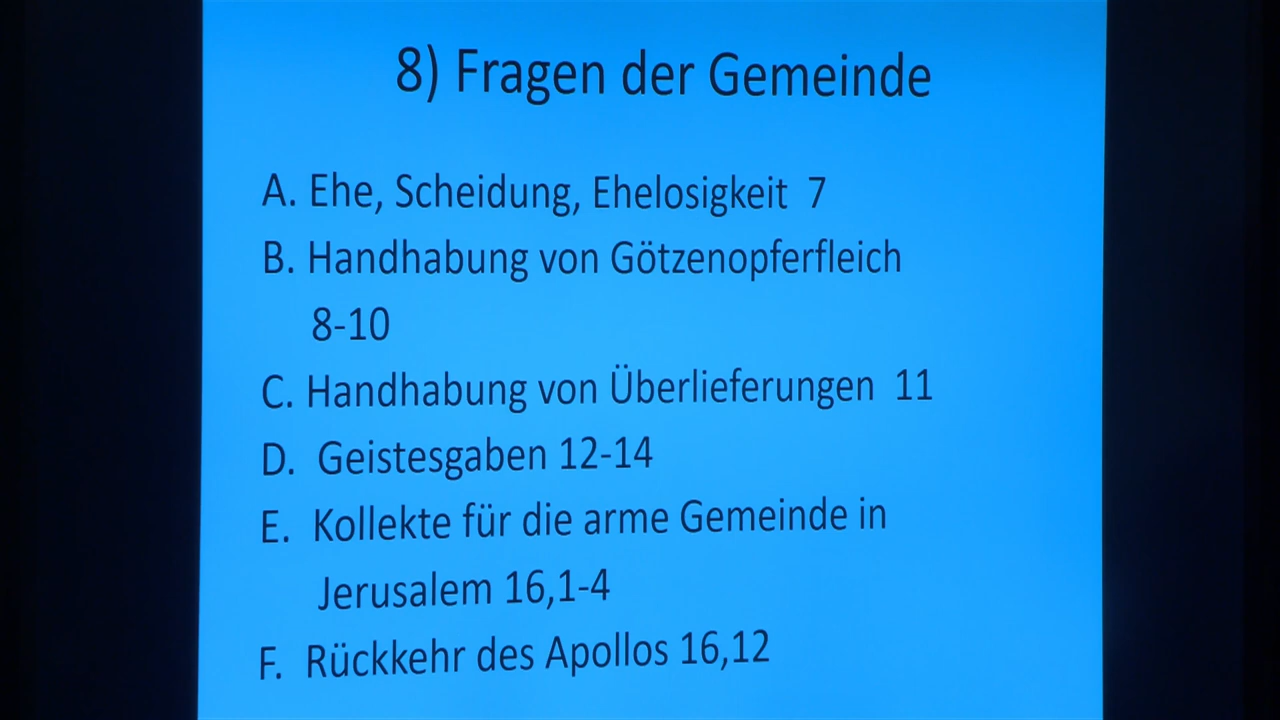 8) Fragen der Gemeinde
A. Ehe, Scheidung, Ehelosigkeit 7
B. Handhabung von Götzenopferfleich
8-10
C. Handhabung von Überlieferungen 11
D. Geistesgaben 12-14
E. Kollekte für die arme Gemeinde in
Jerusalem 16,1-4
F. Rückkehr des Apollos 16,12